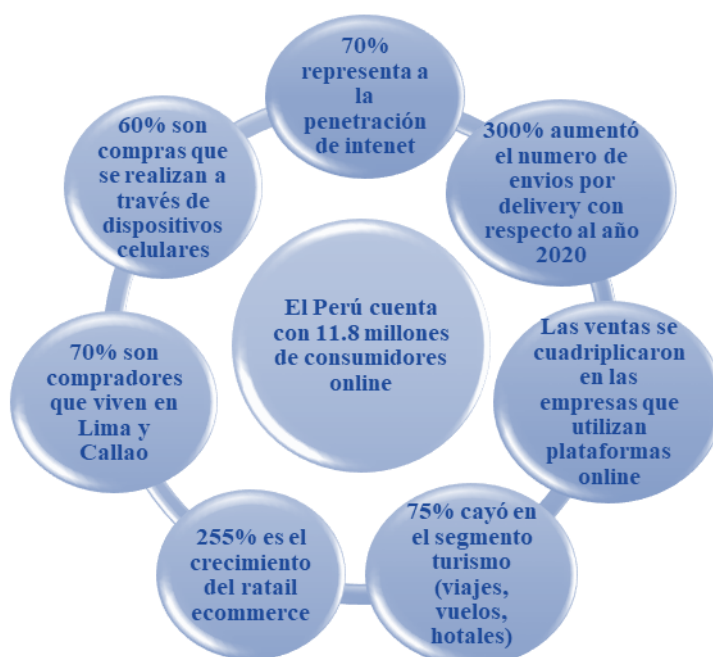 70%
representa a
la
penetración
de intenet
300% aumentó
el numero de
envios por
delivery con
respecto al año
2020
Las ventas se
cuadriplicaron
en las
empresas que
utilizan
plataformas
online
75% cayó en
el segmento
turismo
(viajes,
vuelos,
hotales)
255% es el
crecimiento
del ratail
ecommerce
70% son
compradores
que viven en
Lima y
Callao
60% son
compras que
se realizan a
través de
dispositivos
celulares
El Perú cuenta
con 11.8 millones
de consumidores
online